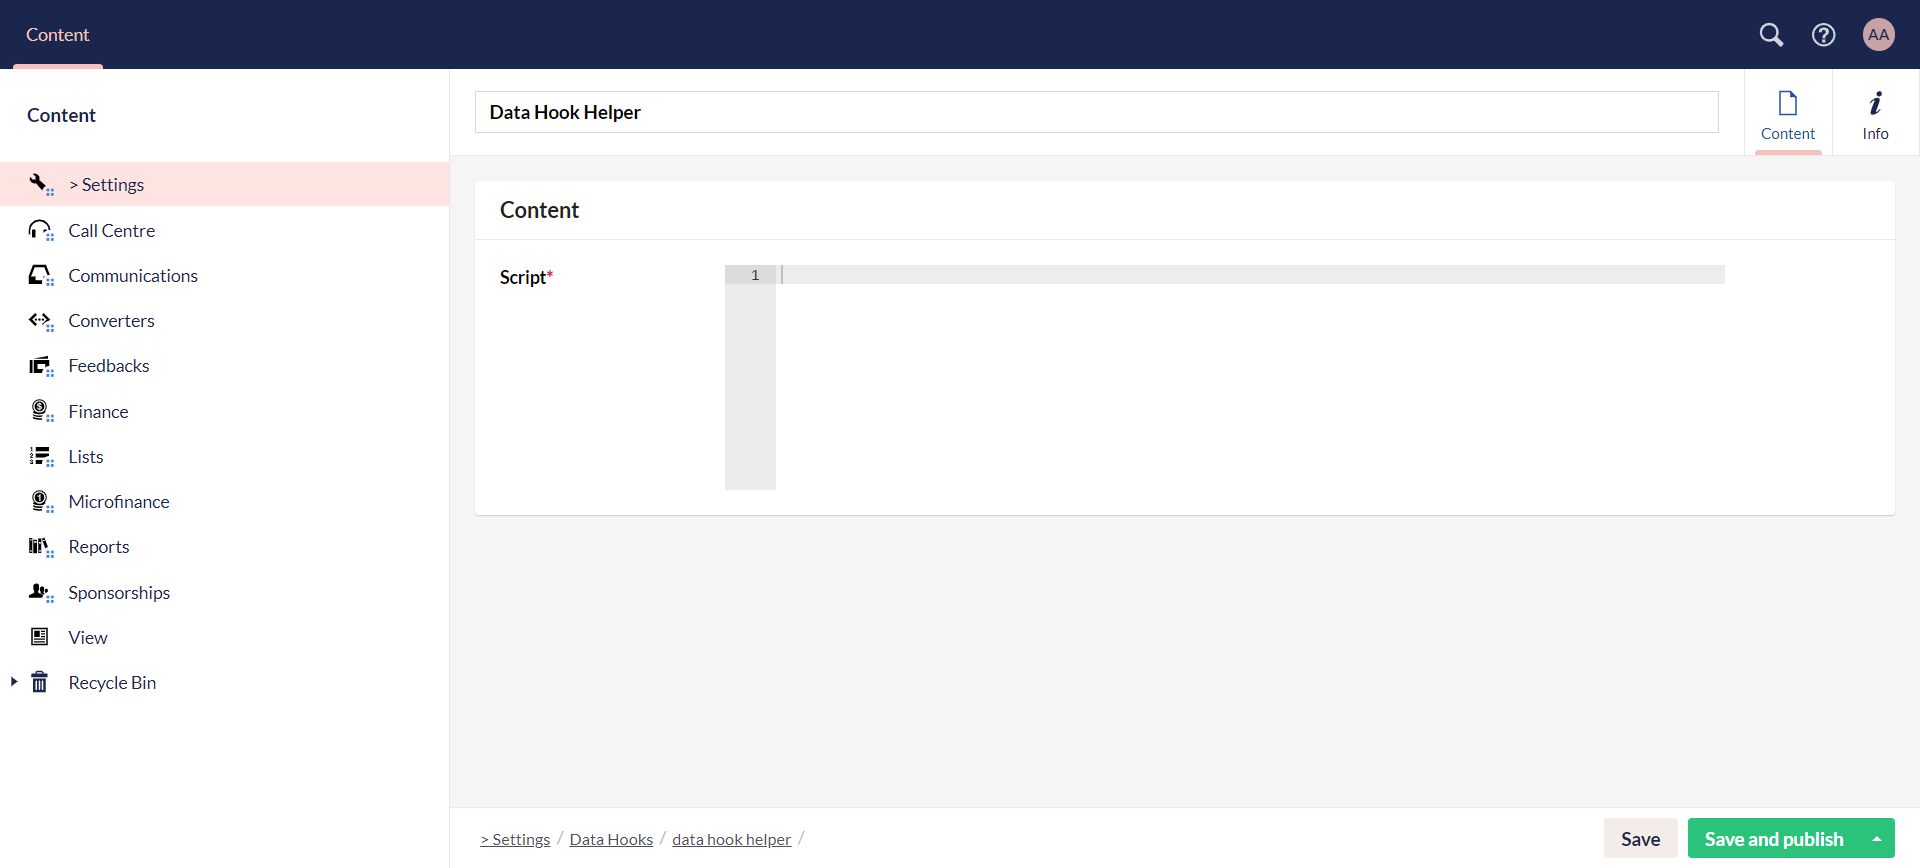 Content
AA
Content
> Settings
Call Centre
Communications
Converters
Feedbacks
Finance
Lists
Microfinance
Reports
Sponsorships
View
Recycle Bin
Data Hook Helper
Content
Info
Content
Script*
1
> Settings / Data Hooks / data hook helper /
Save
Save and publish